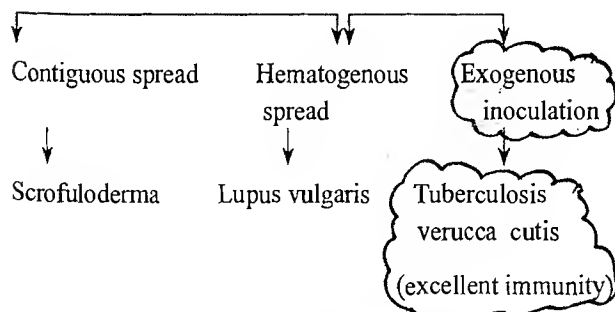 Contiguous spread
Hematogenous
spread
Exogenous
inoculation
Scrofuloderma
Lupus vulgaris
Tuberculosis
verucca cutis
(excellent immunity)